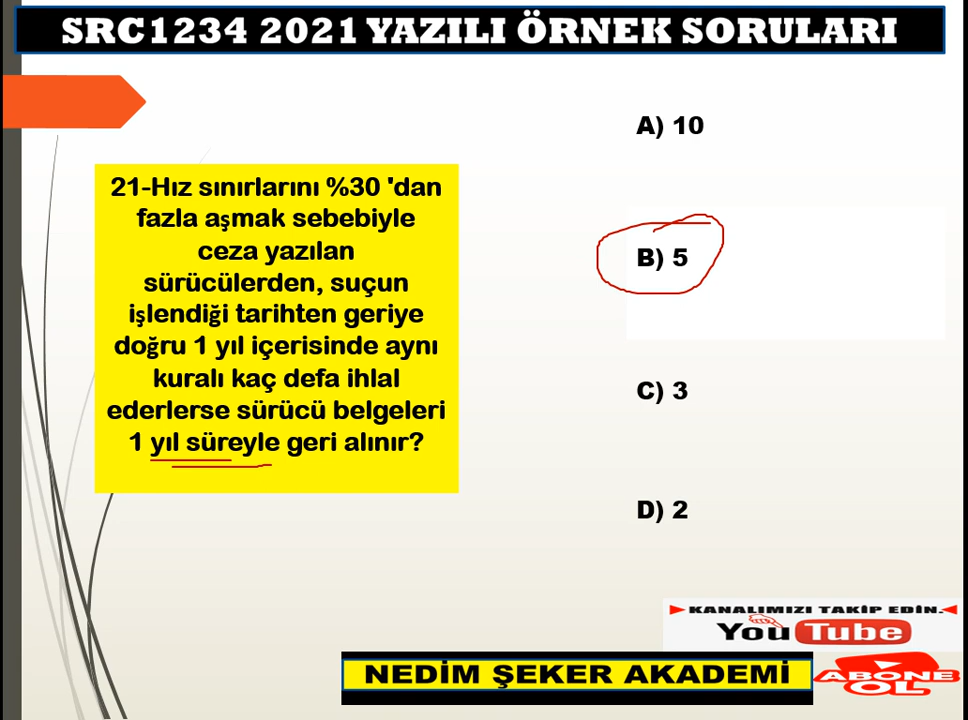 SRC1234 2021 YAZILI ÖRNEK SORULARI
21-Hız sınırlarını %30 'dan
fazla aşmak sebebiyle
ceza yazılan
sürücülerden, suçun
işlendiği tarihten geriye
doğru 1 yıl içerisinde aynı
kuralı kaç defa ihlal
ederlerse sürücü belgeleri
1 yıl süreyle geri alınır?
A) 10
B) 5
C) 3
D) 2
KANALIMIZI TAKİP EDİN.
YouTube
NEDİM ŞEKER AKADEMİ
ABONE
OL